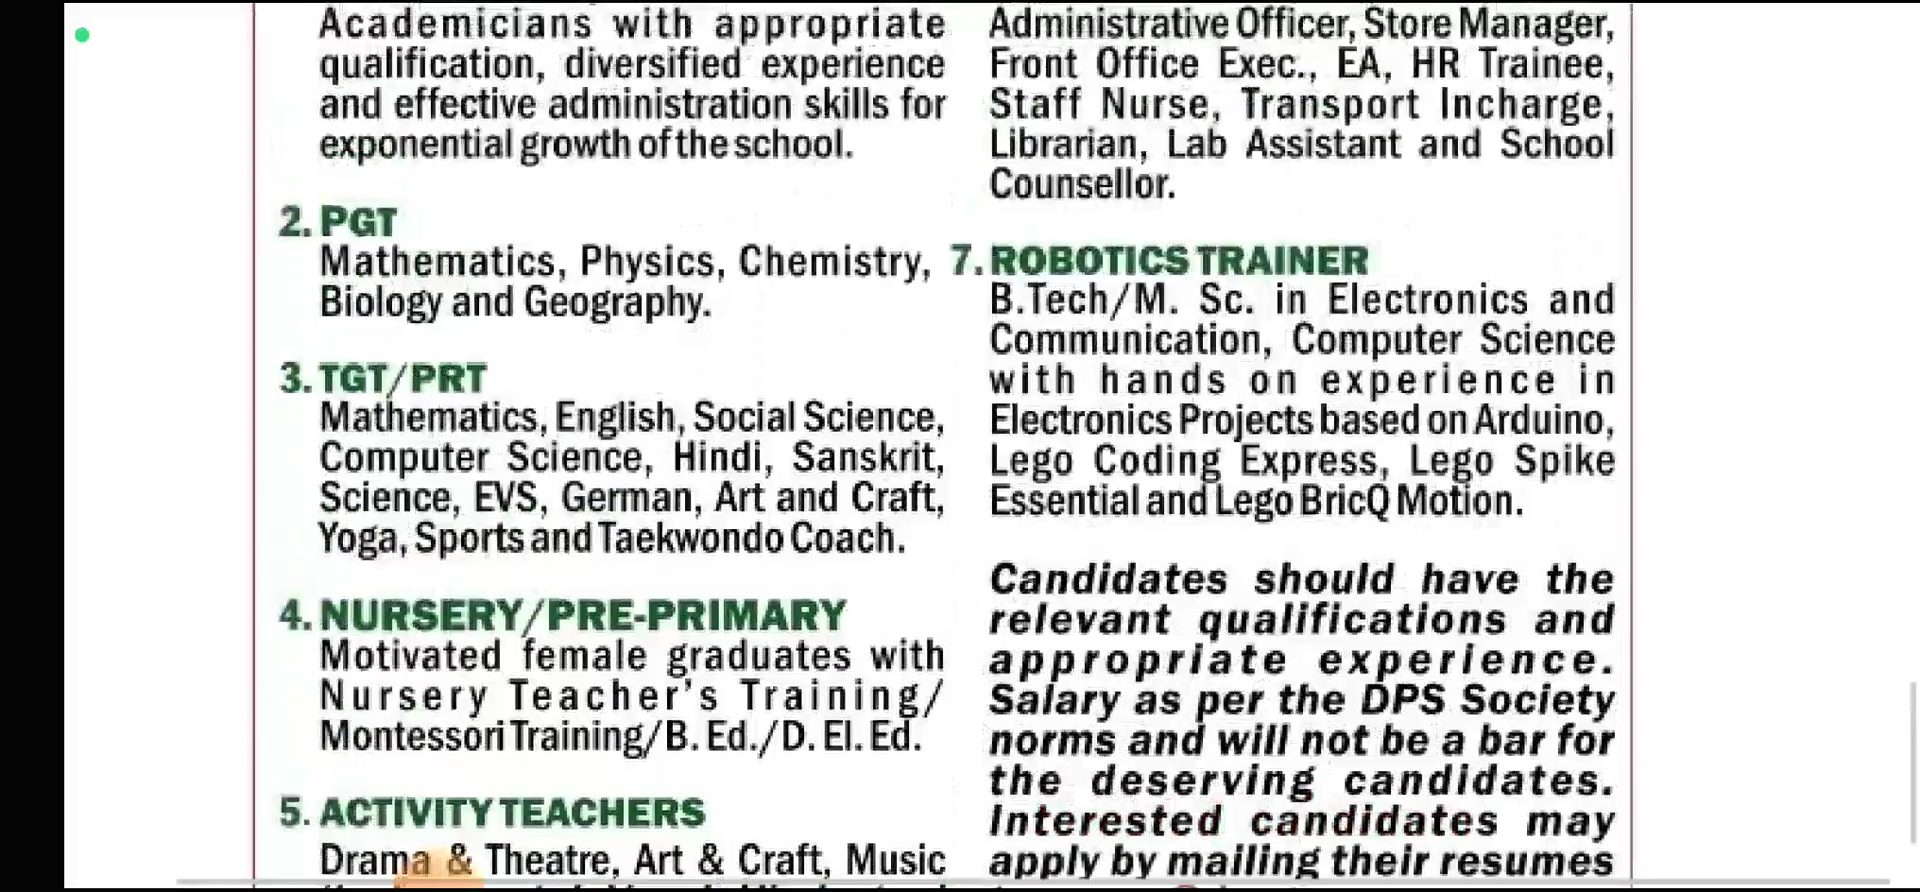 Academicians with appropriate
qualification, diversified experience
and effective administration skills for
exponential growth of the school.
2. PGT
Mathematics, Physics, Chemistry,
Biology and Geography.
3. TGT/PRT
Mathematics, English, Social Science,
Computer Science, Hindi, Sanskrit,
Science, EVS, German, Art and Craft,
Yoga, Sports and Taekwondo Coach.
4. NURSERY/PRE-PRIMARY
Motivated female graduates with
Nursery Teacher's Training/
Montessori Training/B. Ed./D. El. Ed.
5. ACTIVITY TEACHERS
Drama & Theatre, Art & Craft, Music
Administrative Officer, Store Manager,
Front Office Exec., EA, HR Trainee,
Staff Nurse, Transport Incharge,
Librarian, Lab Assistant and School
Counsellor.
7. ROBOTICS TRAINER
B.Tech/M. Sc. in Electronics and
Communication, Computer Science
with hands on experience in
Electronics Projects based on Arduino,
Lego Coding Express, Lego Spike
Essential and Lego BricQ Motion.
Candidates should have the
relevant qualifications and
appropriate experience.
Salary as per the DPS Society
norms and will not be a bar for
the deserving candidates.
Interested candidates may
apply by mailing their resumes